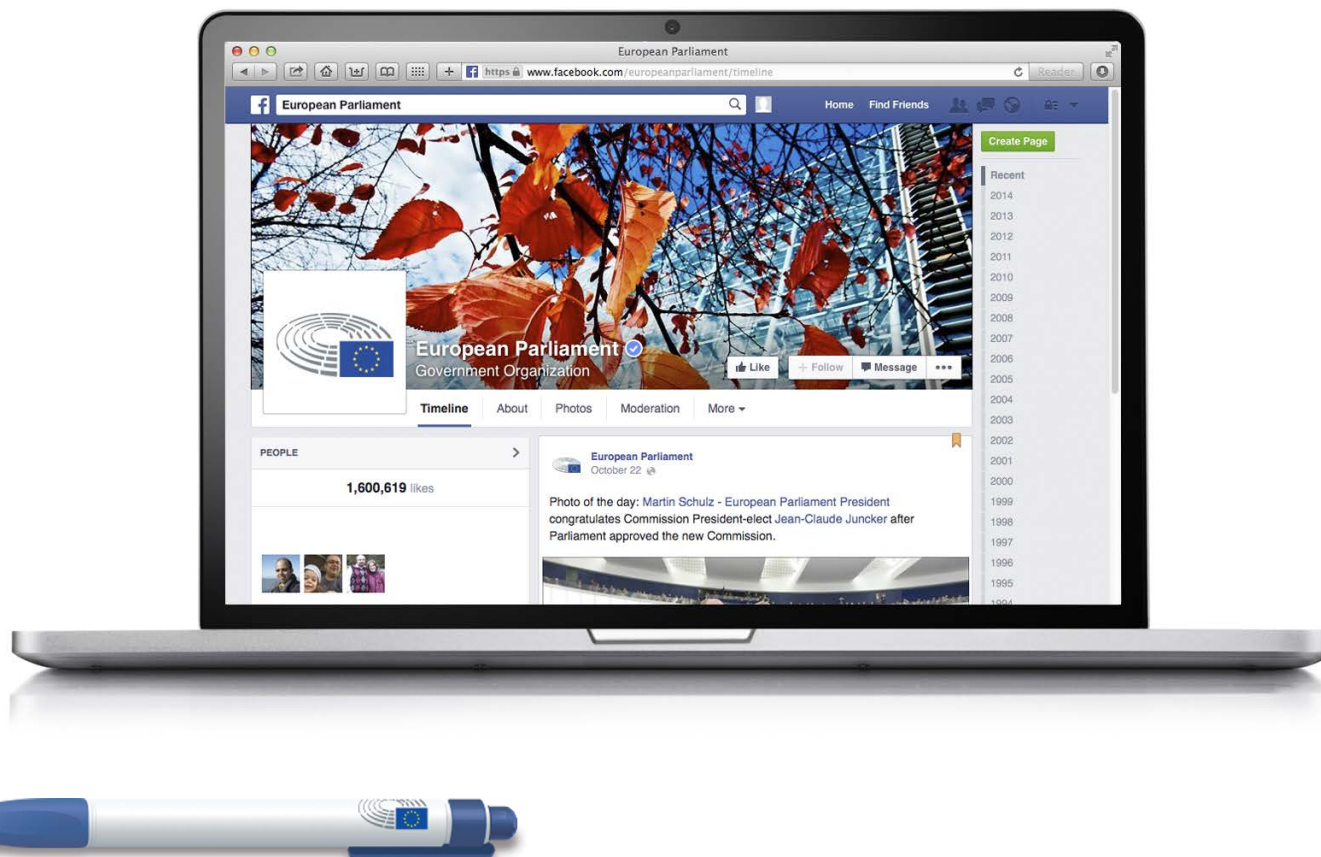 European Parliament
https www.facebook.com/europeanparliament/timeline
Reader
European Parliament
Home Find Friends
Create Page
Recent
2014
2013
2012
2011
2010
2009
2008
2007
2006
2005
2004
2003
2002
2001
2000
1999
1998
1997
1996
1995
1994
European Parliament
Government Organization
Like + Follow Message
Timeline About Photos Moderation More
PEOPLE
1,600,619 likes
European Parliament
October 22
Photo of the day: Martin Schulz - European Parliament President
congratulates Commission President-elect Jean-Claude Juncker after
Parliament approved the new Commission.